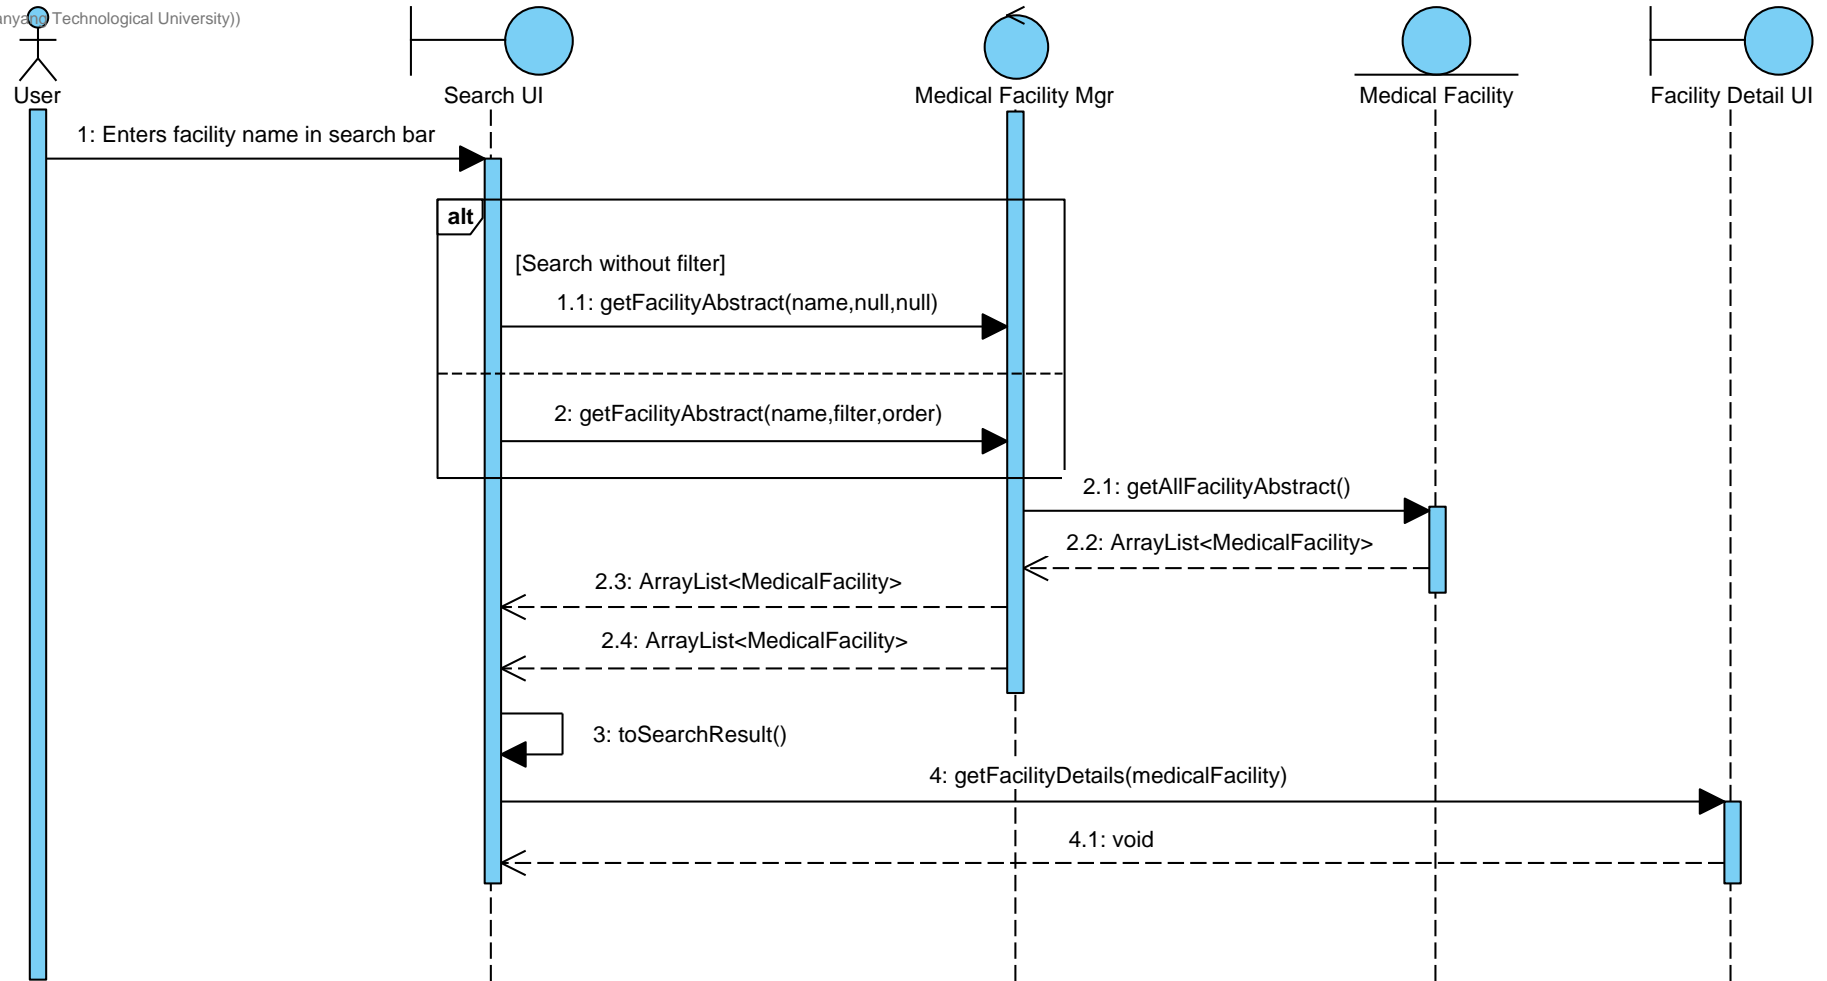 Technological University))
User
Search UI
Medical Facility Mgr
Medical Facility
Facility Detail UI
1: Enters facility name in search bar
alt
[Search without filter]
1.1: getFacilityAbstract(name,null,null)
2: getFacilityAbstract(name,filter,order)
2.1: getAllFacilityAbstract()
2.2: ArrayList<MedicalFacility>
2.3: ArrayList<MedicalFacility>
2.4: ArrayList<MedicalFacility>
3: toSearchResult()
4: getFacilityDetails(medicalFacility)
4.1: void